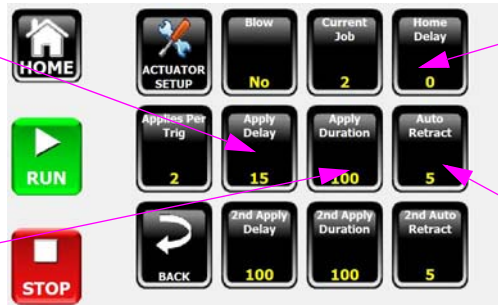 HOME
ACTUATOR
SETUP
Blow
No
Current
Job
2
Home
Delay
0
RUN
Applies Per
Trig
2
Apply
Delay
15
Apply
Duration
100
Auto
Retract
5
STOP
BACK
2nd Apply
Delay
100
2nd Apply
Duration
100
2nd Auto
Retract
5